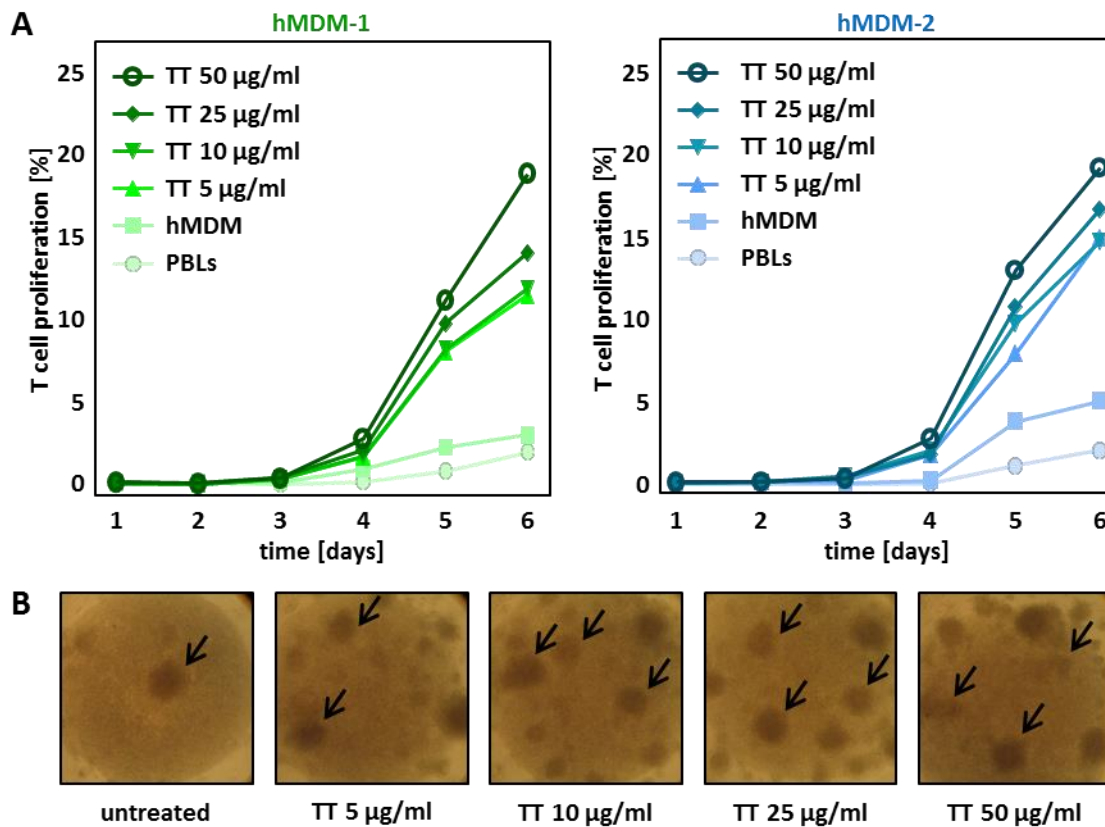 A
hMDM-1
T cell proliferation [%]
25
20
15
10
5
0
TT 50 µg/ml
TT 25 µg/ml
TT 10 µg/ml
TT 5 µg/ml
hMDM
PBLs
1 2 3 4 5 6
time [days]
hMDM-2
T cell proliferation [%]
25
20
15
10
5
0
TT 50 µg/ml
TT 25 µg/ml
TT 10 µg/ml
TT 5 µg/ml
hMDM
PBLs
1 2 3 4 5 6
time [days]
B
untreated
TT 5 µg/ml
TT 10 µg/ml
TT 25 µg/ml
TT 50 µg/ml